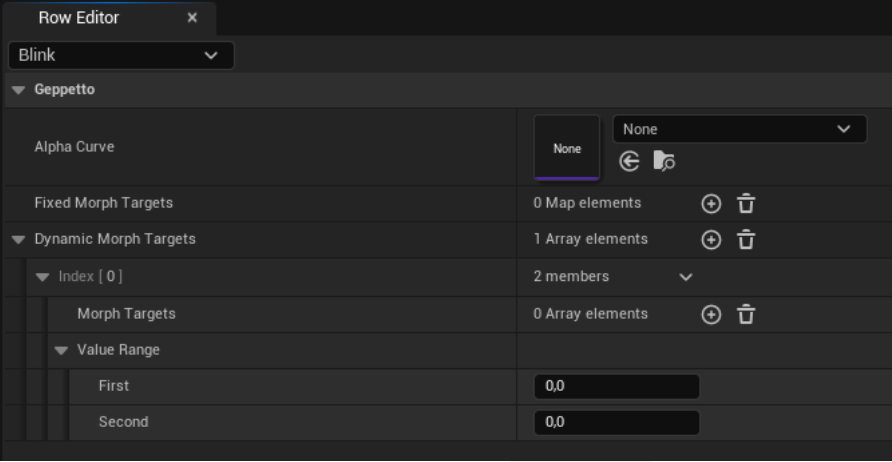 Row Editor
Blink
Geppetto
Alpha Curve
None
None
Fixed Morph Targets
0 Map elements
Dynamic Morph Targets
1 Array elements
Index [ 0 ]
2 members
Morph Targets
0 Array elements
Value Range
First
0,0
Second
0,0